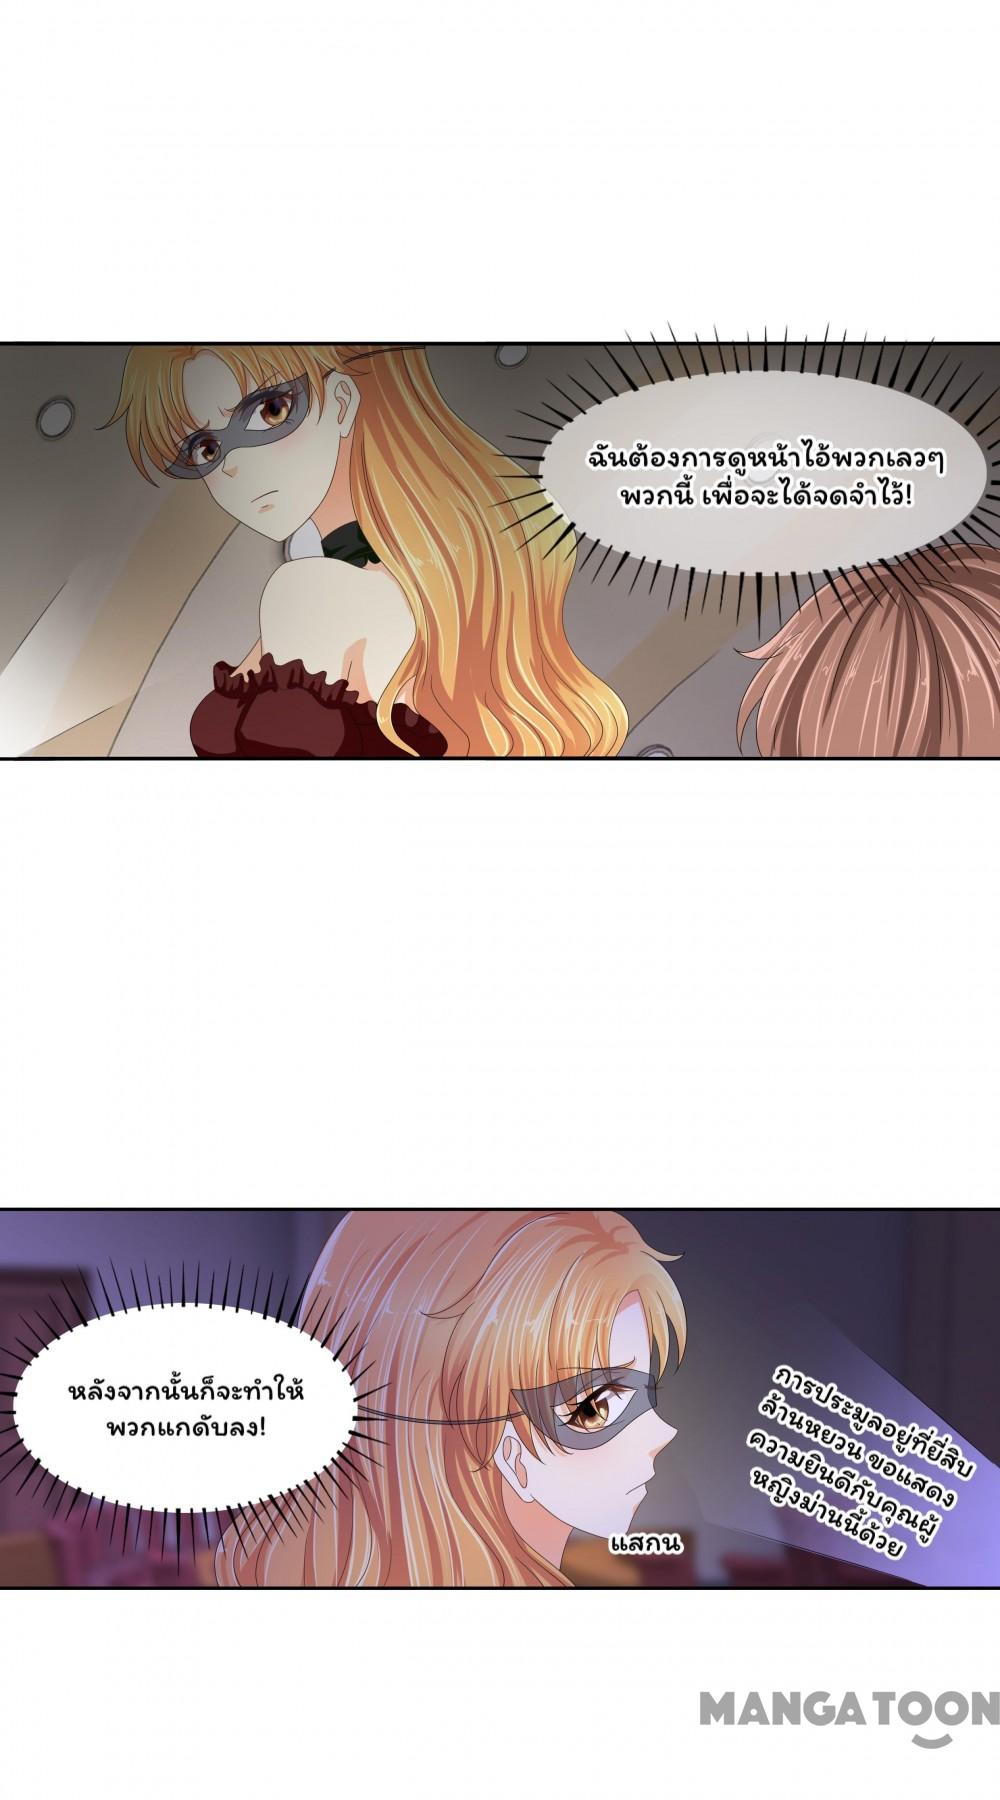 ฉันต้องการดูหน้าไอ้พวกเลวๆ
พวกนี้ เพื่อจะได้จดจำไว้!
หลังจากนั้นก็จะทำให้
พวกแกดับลง!
การประมูลอยู่ที่ยี่สิบ
ล้านหยวน ขอแสดง
ความยินดีกับคุณผู้
หญิงม่านนี้ด้วย
แสกน
MANGATOON